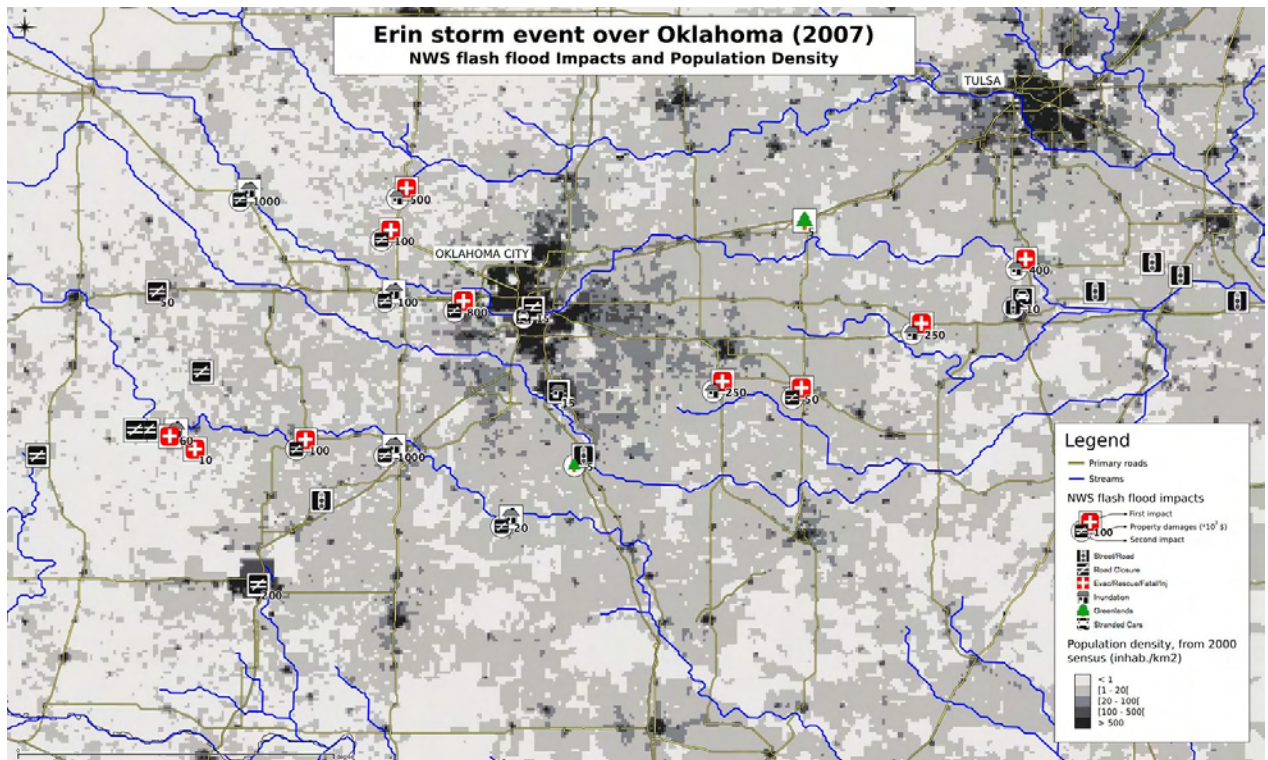 Erin storm event over Oklahoma (2007)
NWS flash flood Impacts and Population Density
TULSA
1000
500
5
100
OKLAHOMA CITY
400
50
100
800
15
10
250
250
50
15
60
10
100
1000
5
20
200
Legend
Primary roads
Streams
NWS flash flood impacts
First impact
Property damages (*10³ $)
100
Second impact
Street/Road
Road Closure
Evac/Rescue/Fatal/Inj
Inundation
Greenlands
Stranded Cars
Population density, from 2000
sensus (inhab./km2)
< 1
[1 - 20[
[20 - 100[
[100 - 500[
> 500